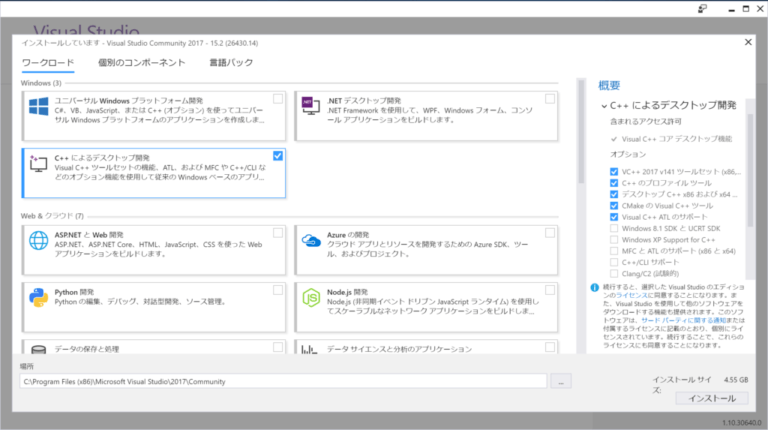 Visual Studio
インストールしています - Visual Studio Community 2017 - 15.2 (26430.14)
ワークロード 個別のコンポーネント 言語パック
Windows (3)
ユニバーサル Windows プラットフォーム開発
C#、VB、JavaScript、または C++ (オプション) を使ってユニバー
サル Windows プラットフォームのアプリケーションを作成しま...
.NET デスクトップ開発
.NET Framework を使用して、WPF、Windows フォーム、コンソ
ール アプリケーションをビルドします。
C++ によるデスクトップ開発
Visual C++ ツールセットの機能、ATL、および MFC や C++/CLI な
どのオプション機能を使用して従来の Windows ベースのアプリ...
Web & クラウド (7)
ASP.NET と Web 開発
ASP.NET、ASP.NET Core、HTML、JavaScript、CSS を使った Web
アプリケーションをビルドします。
Azure の開発
クラウド アプリとリソースを開発するための Azure SDK、ツー
ル、およびプロジェクト。
Python 開発
Python の編集、デバッグ、対話型開発、ソース管理。
Node.js 開発
Node.js (非同期イベント ドリブン JavaScript ランタイム) を使用し
てスケーラブルなネットワーク アプリケーションをビルドしま...
データの保存と処理
データ サイエンスと分析のアプリケーション
概要
C++ によるデスクトップ開発
含まれるアクセス許可
Visual C++ コア デスクトップ機能
オプション
VC++ 2017 v141 ツールセット (x86,...
C++ のプロファイル ツール
デスクトップ C++ x86 および x64 ...
CMake の Visual C++ ツール
Visual C++ ATL のサポート
Windows 8.1 SDK と UCRT SDK
Windows XP Support for C++
MFC と ATL のサポート (x86 と x64)
C++/CLI サポート
Clang/C2 (試験的)
続行すると、選択した Visual Studio のエディショ
ンのライセンスに同意することになります。ま
た、Visual Studio を使用して他のソフトウェアを
ダウンロードする機能も提供されます。このソフ
トウェアは、サード パーティに関する通知または
付属するライセンスに記載のとおり、個別にライ
センスされています。続行することで、これらの
ライセンスにも同意することになります。
場所
C:\Program Files (x86)\Microsoft Visual Studio\2017\Community
...
インストール サイ
ズ: 4.55 GB
インストール
1.10.30640.0